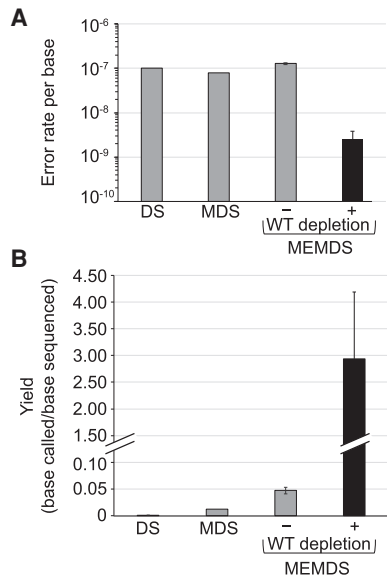 A
Error rate per base
10-6
10-7
10-8
10-9
10-10
DS MDS − +
WT depletion
MEMDS
B
Yield
(base called/base sequenced)
4.50
4.00
3.50
3.00
2.50
2.00
1.50
0.10
0.05
0
DS MDS − +
WT depletion
MEMDS